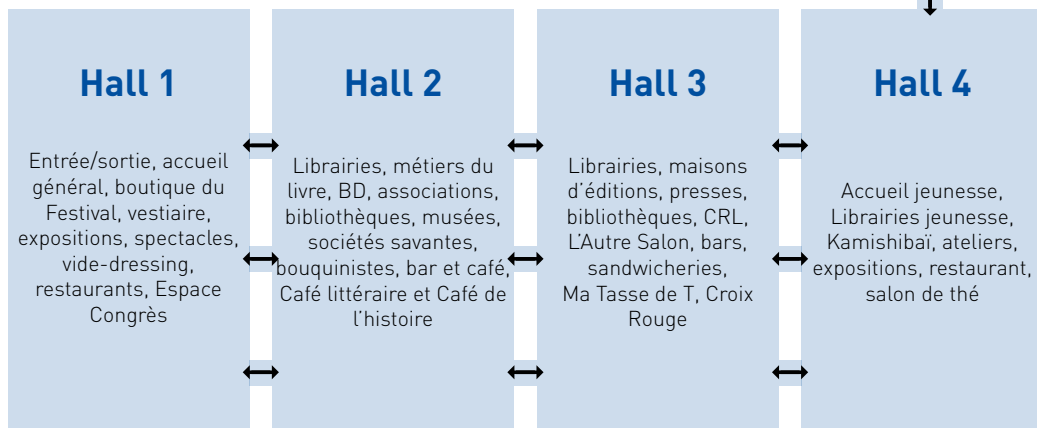 Hall 1
Entrée/sortie, accueil
général, boutique du
Festival, vestiaire,
expositions, spectacles,
vide-dressing,
restaurants, Espace
Congrès
Hall 2
Librairies, métiers du
livre, BD, associations,
bibliothèques, musées,
sociétés savantes,
bouquinistes, bar et café,
Café littéraire et Café de
l’histoire
Hall 3
Librairies, maisons
d’éditions, presses,
bibliothèques, CRL,
L’Autre Salon, bars,
sandwicheries,
Ma Tasse de T, Croix
Rouge
Hall 4
Accueil jeunesse,
Librairies jeunesse,
Kamishibaï, ateliers,
expositions, restaurant,
salon de thé